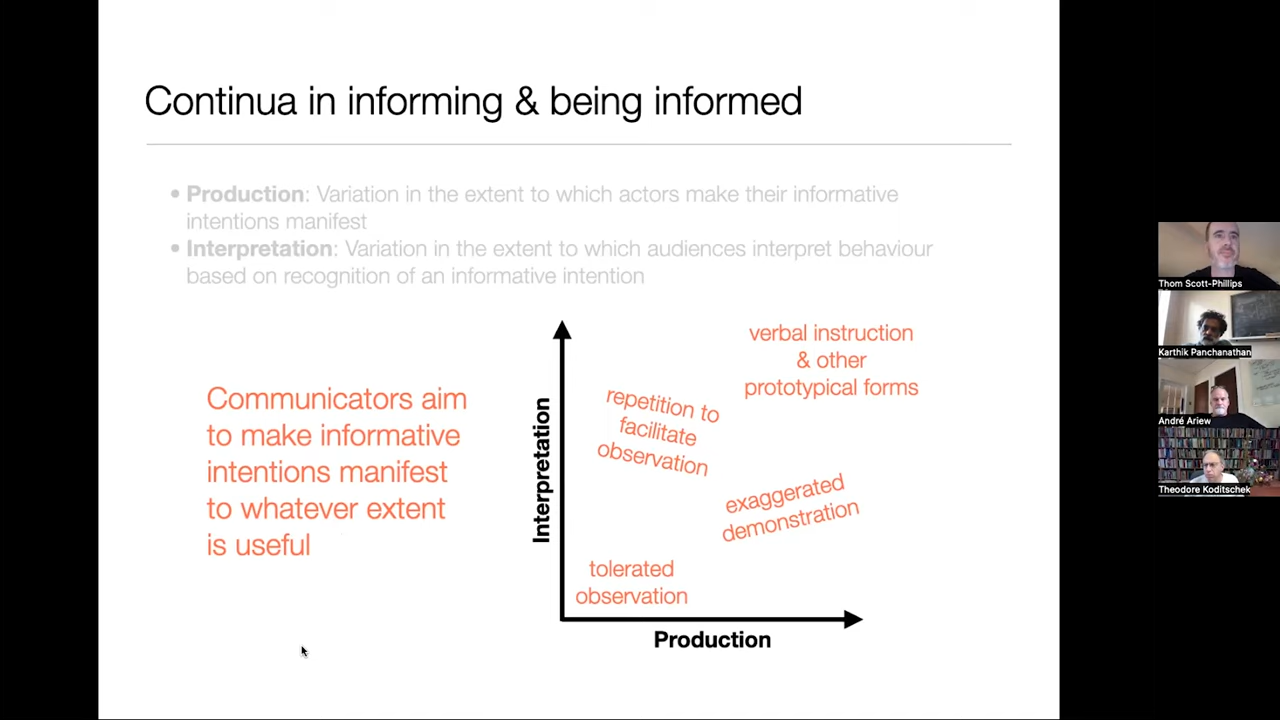 Continua in informing & being informed
• Production: Variation in the extent to which actors make their informative
intentions manifest
• Interpretation: Variation in the extent to which audiences interpret behaviour
based on recognition of an informative intention
Communicators aim
to make informative
intentions manifest
to whatever extent
is useful
Interpretation
verbal instruction
& other
prototypical forms
repetition to
facilitate
observation
exaggerated
demonstration
tolerated
observation
Production
Thom Scott-Phillips
Karthik Panchanathan
André Ariew
Theodore Koditschek